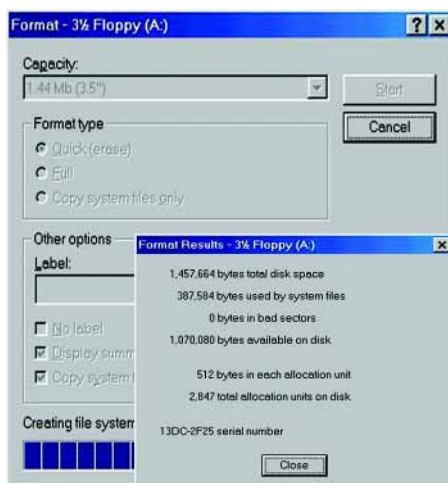 Format - 3½ Floppy (A:)
Capacity:
1.44 Mb (3.5")
Start
Cancel
Format type
Quick (erase)
Full
Copy system files only
Other options
Label:
No label
Display summ
Copy system
Creating file system
Format Results - 3½ Floppy (A:)
1,457,664 bytes total disk space
387,584 bytes used by system files
0 bytes in bad sectors
1,070,080 bytes available on disk
512 bytes in each allocation unit
2,847 total allocation units on disk
13DC-2F25 serial number
Close